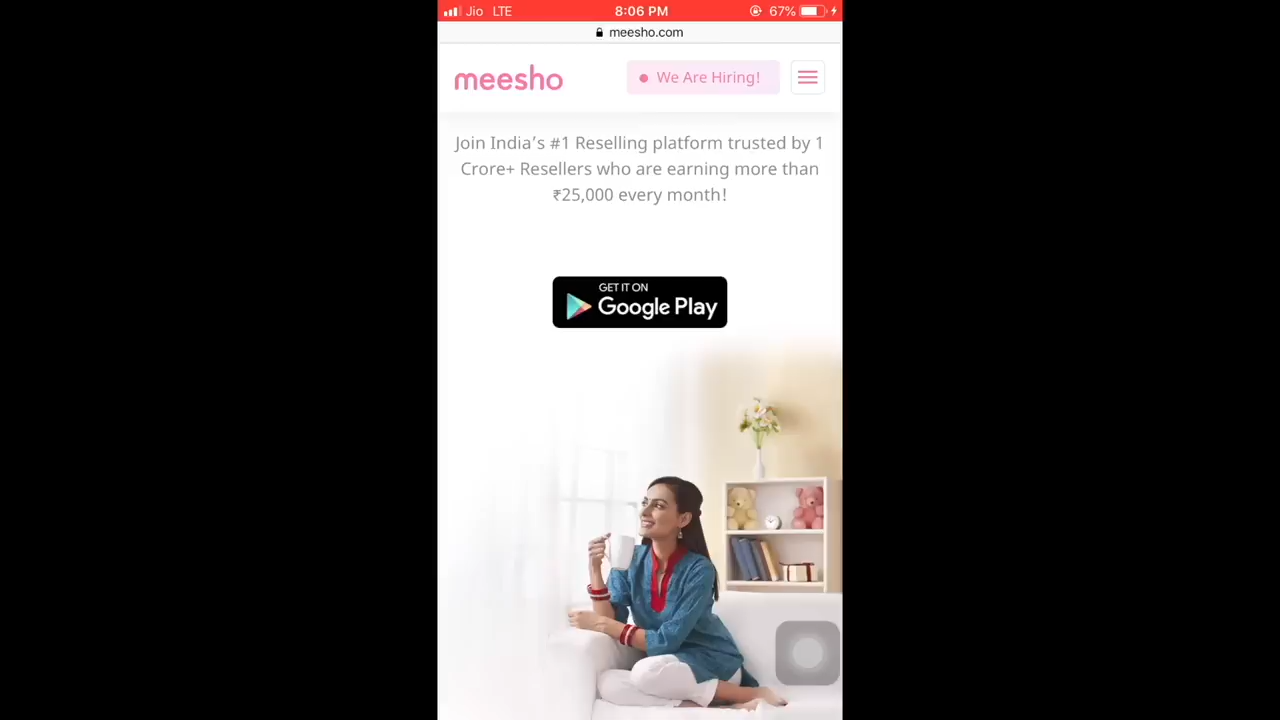 Jio LTE 8:06 PM 67%
meesho.com
meesho We Are Hiring!
Join India’s #1 Reselling platform trusted by 1
Crore+ Resellers who are earning more than
₹25,000 every month!
GET IT ON
Google Play